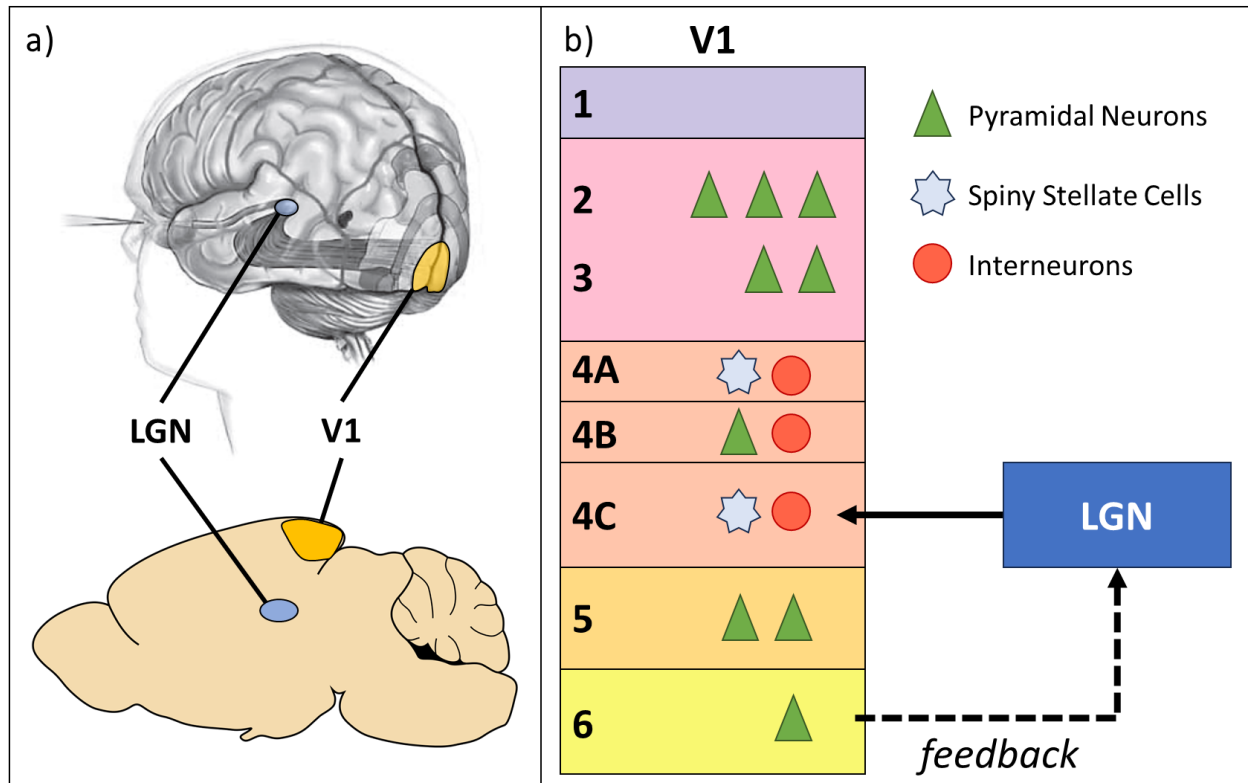 a)
LGN
V1
b)
V1
1
2
3
4A
4B
4C
5
6
Pyramidal Neurons
Spiny Stellate Cells
Interneurons
LGN
feedback